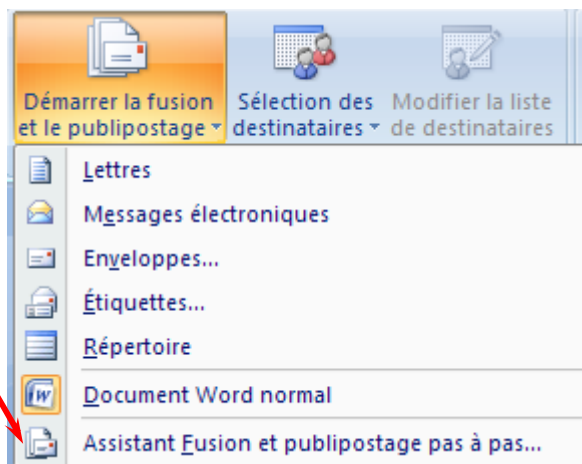 Démarrer la fusion
et le publipostage
Sélection des
destinataires
Modifier la liste
de destinataires
Lettres
Messages électroniques
Enveloppes...
Étiquettes...
Répertoire
Document Word normal
Assistant Fusion et publipostage pas à pas...